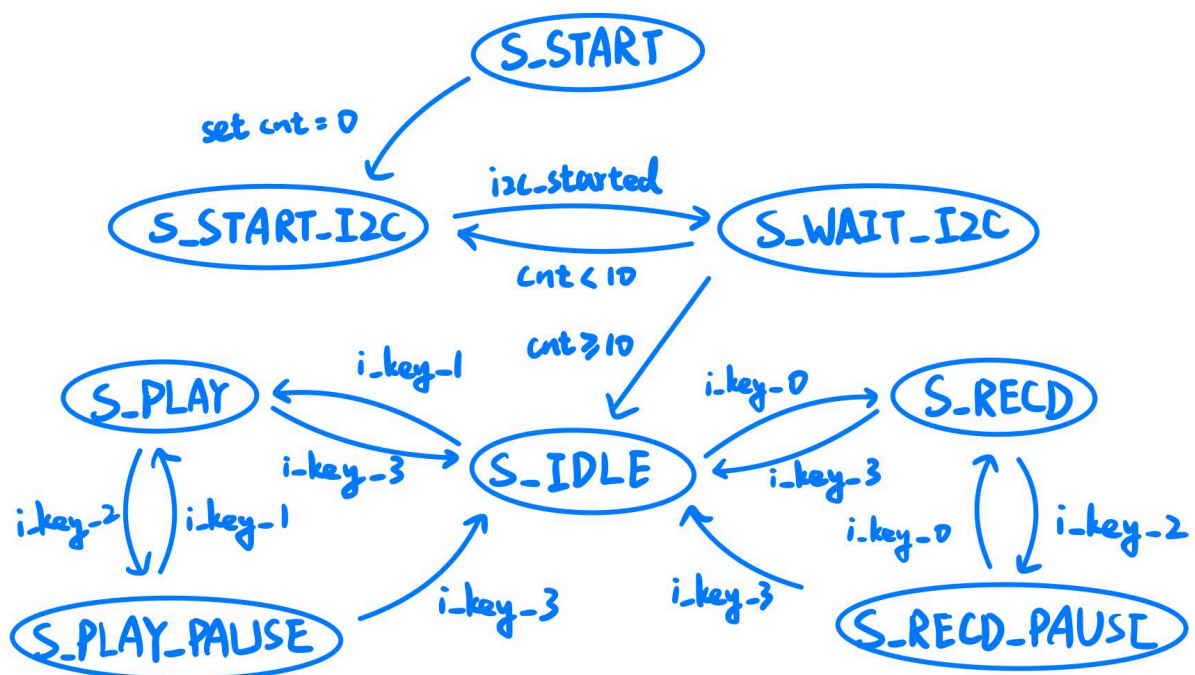 S_START
set cnt = 0
i2c_started
S_START_I2C
S_WAIT_I2C
cnt < 10
cnt ≥ 10
i_key_1
i_key_0
S_PLAY
S_RECD
i_key_3
S_IDLE
i_key_3
i_key_2
i_key_1
i_key_0
i_key_2
i_key_3
i_key_3
S_PLAY_PAUSE
S_RECD_PAUSE